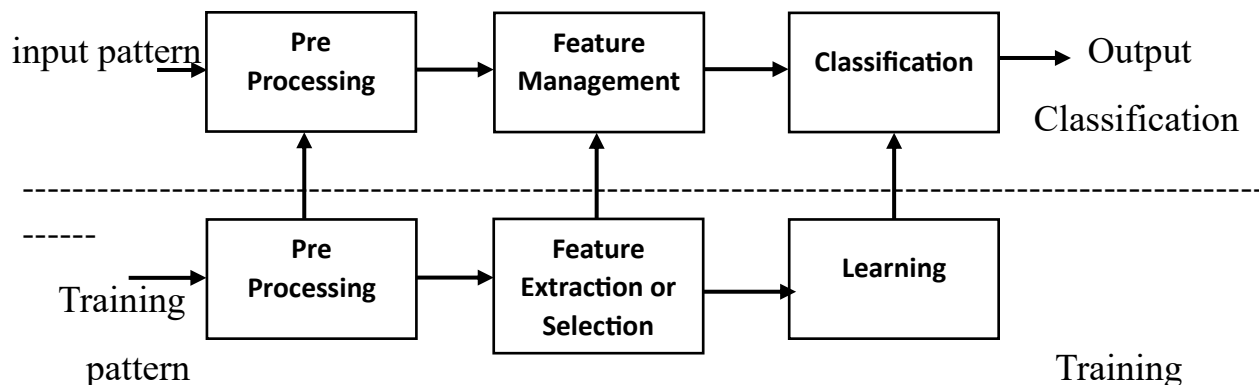 input pattern
Pre
Processing
Feature
Management
Classification
Output
Classification
Training
pattern
Pre
Processing
Feature
Extraction or
Selection
Learning
Training